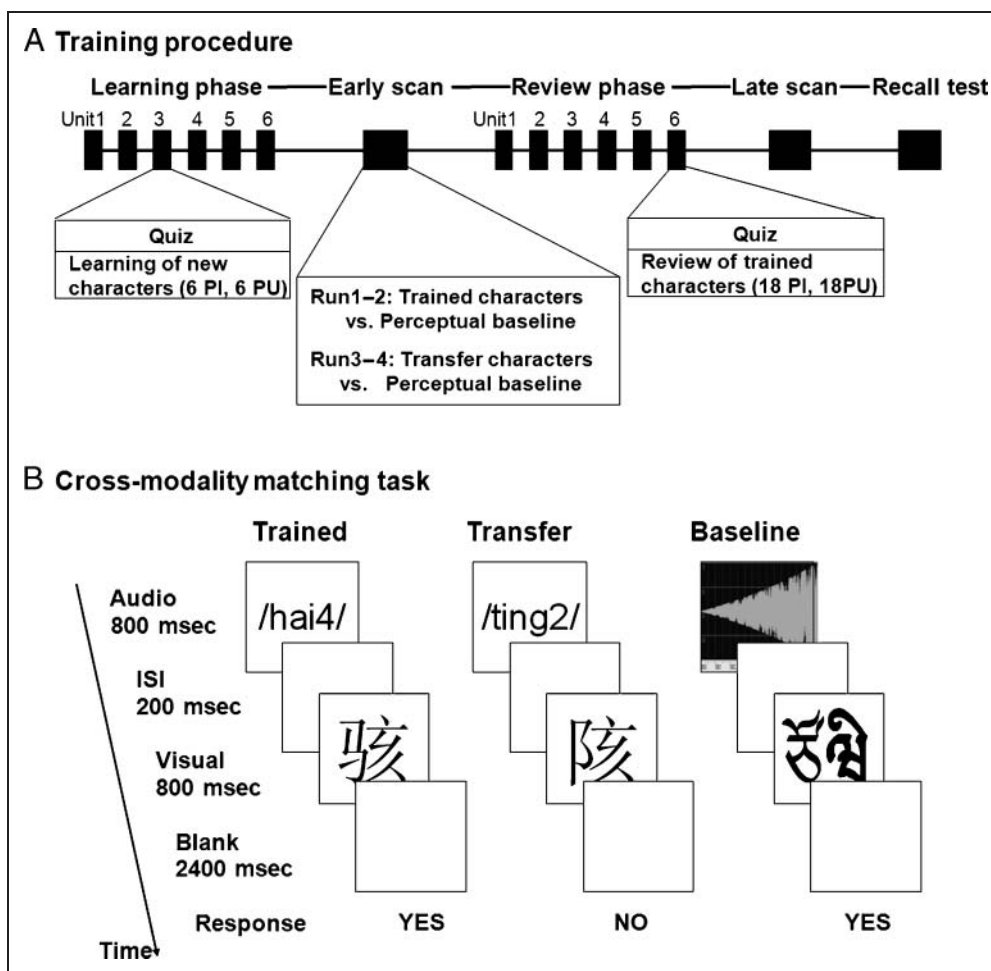 A Training procedure
Learning phase Early scan Review phase Late scan Recall test
Unit1 2 3 4 5 6 Unit1 2 3 4 5 6
Quiz
Learning of new
characters (6 PI, 6 PU)
Run1–2: Trained characters
vs. Perceptual baseline
Run3–4: Transfer characters
vs. Perceptual baseline
Quiz
Review of trained
characters (18 PI, 18PU)
B Cross-modality matching task
Trained Transfer Baseline
Audio
800 msec
/hai4/ /ting2/
ISI
200 msec
Visual
800 msec
骇 陔
Blank
2400 msec
Response YES NO YES
Time